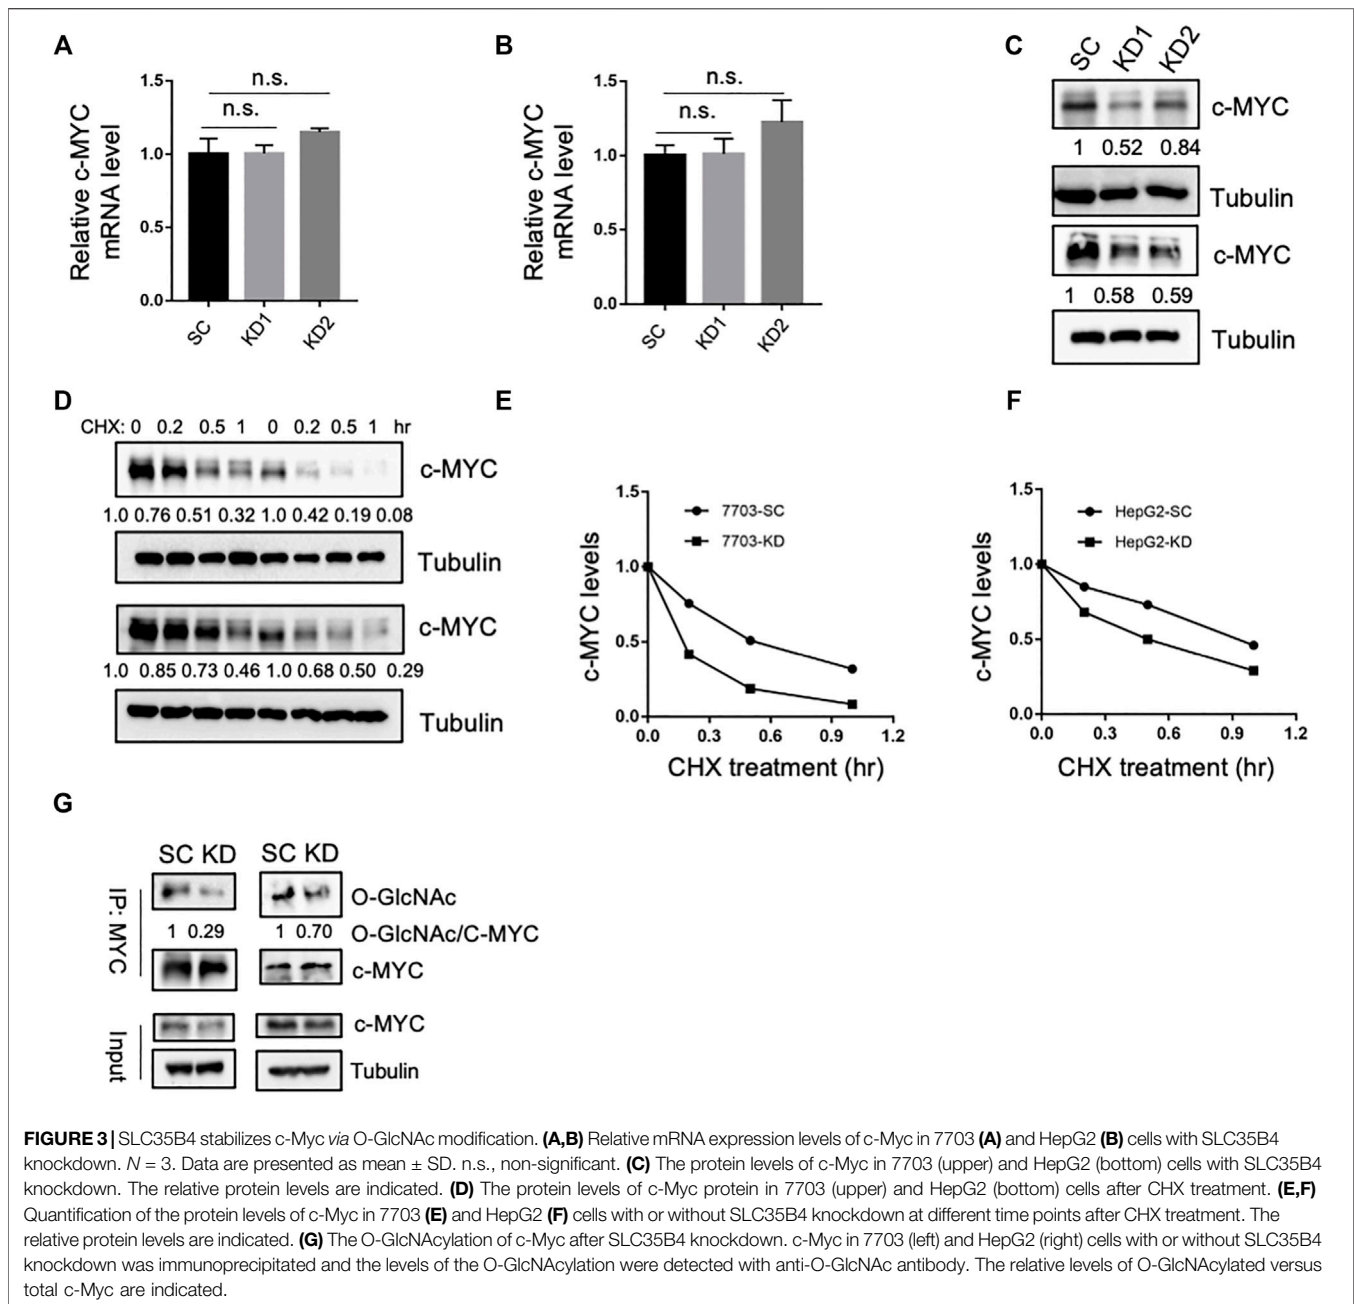 A
Relative c-MYC
mRNA level
1.5
1.0
0.5
0.0
n.s.
n.s.
SC
KD1
KD2
B
Relative c-MYC
mRNA level
1.5
1.0
0.5
0.0
n.s.
n.s.
SC
KD1
KD2
C
SC KD1 KD2
c-MYC
1 0.52 0.84
Tubulin
c-MYC
1 0.58 0.59
Tubulin
D
CHX: 0 0.2 0.5 1 0 0.2 0.5 1 hr
c-MYC
1.0 0.76 0.51 0.32 1.0 0.42 0.19 0.08
Tubulin
c-MYC
1.0 0.85 0.73 0.46 1.0 0.68 0.50 0.29
Tubulin
E
c-MYC levels
1.5
1.0
0.5
0.0
7703-SC
7703-KD
0.0 0.3 0.6 0.9 1.2
CHX treatment (hr)
F
c-MYC levels
1.5
1.0
0.5
0.0
HepG2-SC
HepG2-KD
0.0 0.3 0.6 0.9 1.2
CHX treatment (hr)
G
SC KD SC KD
IP: MYC
O-GlcNAc
1 0.29 1 0.70 O-GlcNAc/C-MYC
c-MYC
Input
c-MYC
Tubulin
FIGURE 3 | SLC35B4 stabilizes c-Myc via O-GlcNAc modification. (A,B) Relative mRNA expression levels of c-Myc in 7703 (A) and HepG2 (B) cells with SLC35B4
knockdown. N = 3. Data are presented as mean ± SD. n.s., non-significant. (C) The protein levels of c-Myc in 7703 (upper) and HepG2 (bottom) cells with SLC35B4
knockdown. The relative protein levels are indicated. (D) The protein levels of c-Myc protein in 7703 (upper) and HepG2 (bottom) cells after CHX treatment. (E,F)
Quantification of the protein levels of c-Myc in 7703 (E) and HepG2 (F) cells with or without SLC35B4 knockdown at different time points after CHX treatment. The
relative protein levels are indicated. (G) The O-GlcNAcylation of c-Myc after SLC35B4 knockdown. c-Myc in 7703 (left) and HepG2 (right) cells with or without SLC35B4
knockdown was immunoprecipitated and the levels of the O-GlcNAcylation were detected with anti-O-GlcNAc antibody. The relative levels of O-GlcNAcylated versus
total c-Myc are indicated.